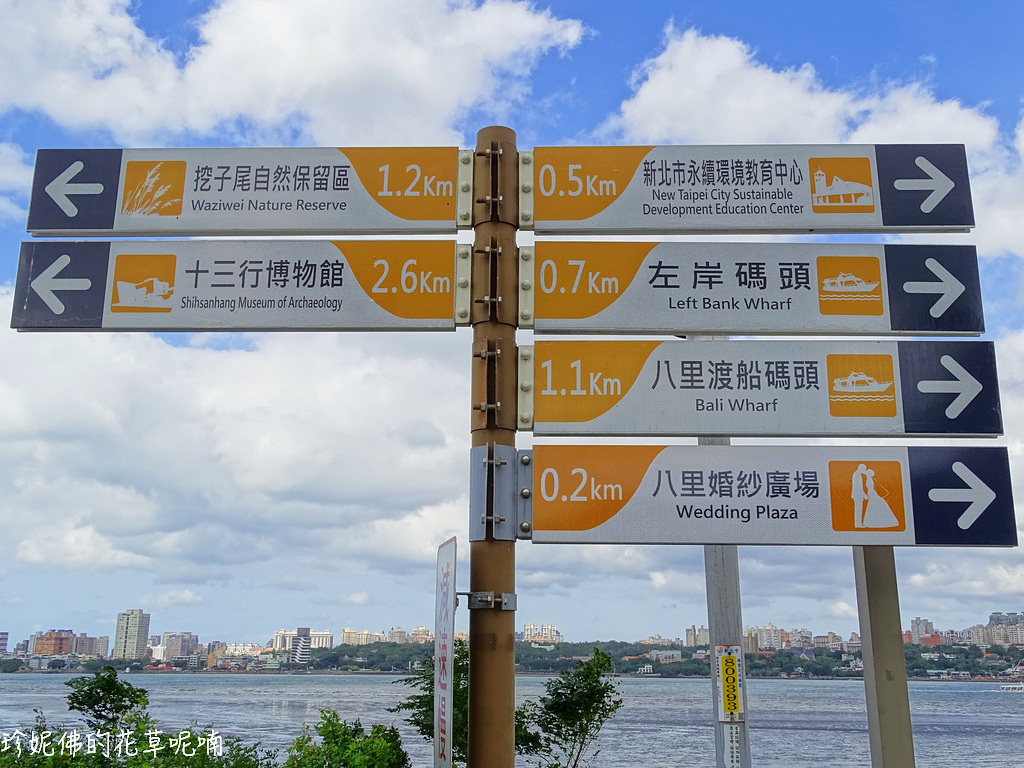 挖子尾自然保留區
Waziwei Nature Reserve
1.2Km
十三行博物館
Shihsanhang Museum of Archaeology
2.6Km
0.5Km
新北市永續環境教育中心
New Taipei City Sustainable
Development Education Center
0.7Km
左岸碼頭
Left Bank Wharf
1.1Km
八里渡船碼頭
Bali Wharf
0.2km
八里婚紗廣場
Wedding Plaza
800393
珍妮佛的花草呢喃